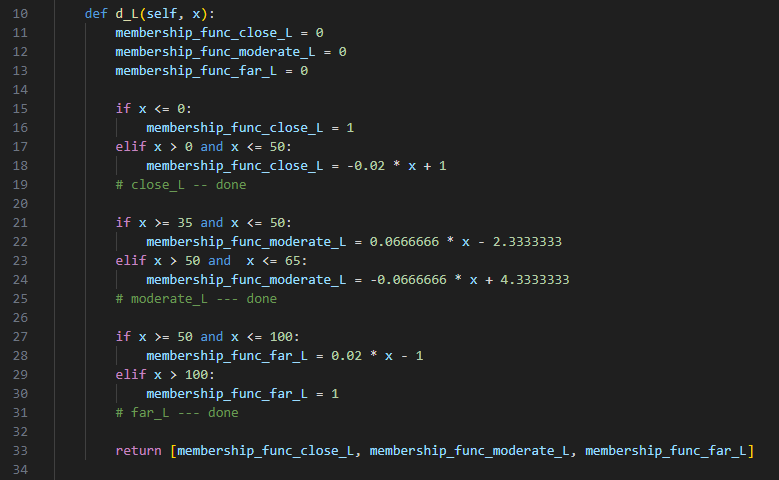 10 def d_L(self, x):
11 membership_func_close_L = 0
12 membership_func_moderate_L = 0
13 membership_func_far_L = 0
14
15 if x <= 0:
16 membership_func_close_L = 1
17 elif x > 0 and x <= 50:
18 membership_func_close_L = -0.02 * x + 1
19 # close_L -- done
20
21 if x >= 35 and x <= 50:
22 membership_func_moderate_L = 0.0666666 * x - 2.3333333
23 elif x > 50 and  x <= 65:
24 membership_func_moderate_L = -0.0666666 * x + 4.3333333
25 # moderate_L --- done
26
27 if x >= 50 and x <= 100:
28 membership_func_far_L = 0.02 * x - 1
29 elif x > 100:
30 membership_func_far_L = 1
31 # far_L --- done
32
33 return [membership_func_close_L, membership_func_moderate_L, membership_func_far_L]
34